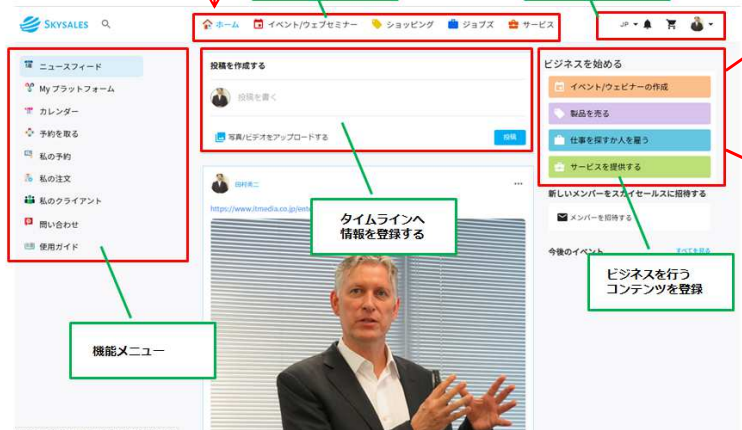 SKYSALES
ホーム
イベント/ウェブセミナー
ショッピング
ジョブズ
サービス
JP
ニュースフィード
My プラットフォーム
カレンダー
予約を取る
私の予約
私の注文
私のクライアント
問い合わせ
使用ガイド
機能メニュー
投稿を作成する
投稿を書く
写真/ビデオをアップロードする
投稿
https://www.itmedia.co.jp/ent
タイムラインへ
情報を登録する
ビジネスを始める
イベント/ウェビナーの作成
製品を売る
仕事を探すか人を雇う
サービスを提供する
新しいメンバーをスカイセールスに招待する
メンバーを招待する
今後のイベント
すべてを見る
ビジネスを行う
コンテンツを登録